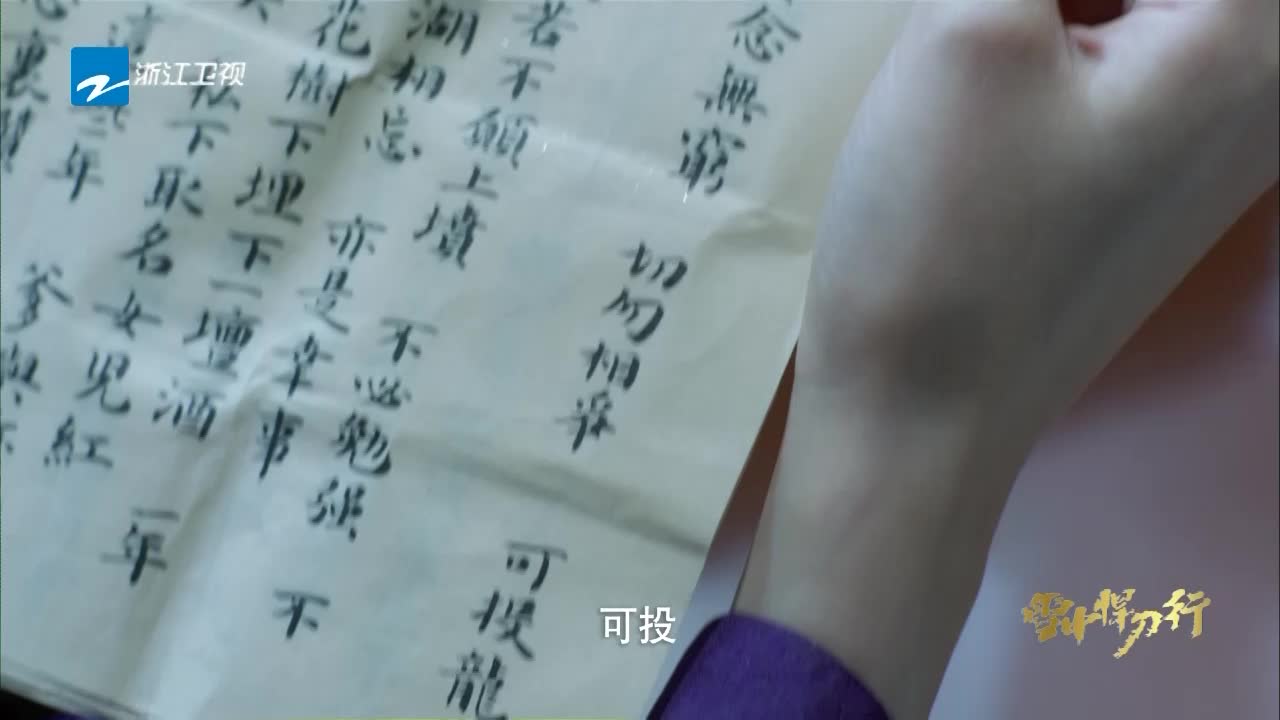 浙江卫视
念無窮 切勿相尋 可投龍
若不願上墳 不必勉强 不
湖相忘 亦是幸事
花樹下埋下一壇酒
私下取名女兒紅 一年
年 爹與
可投
雪中悍刀行